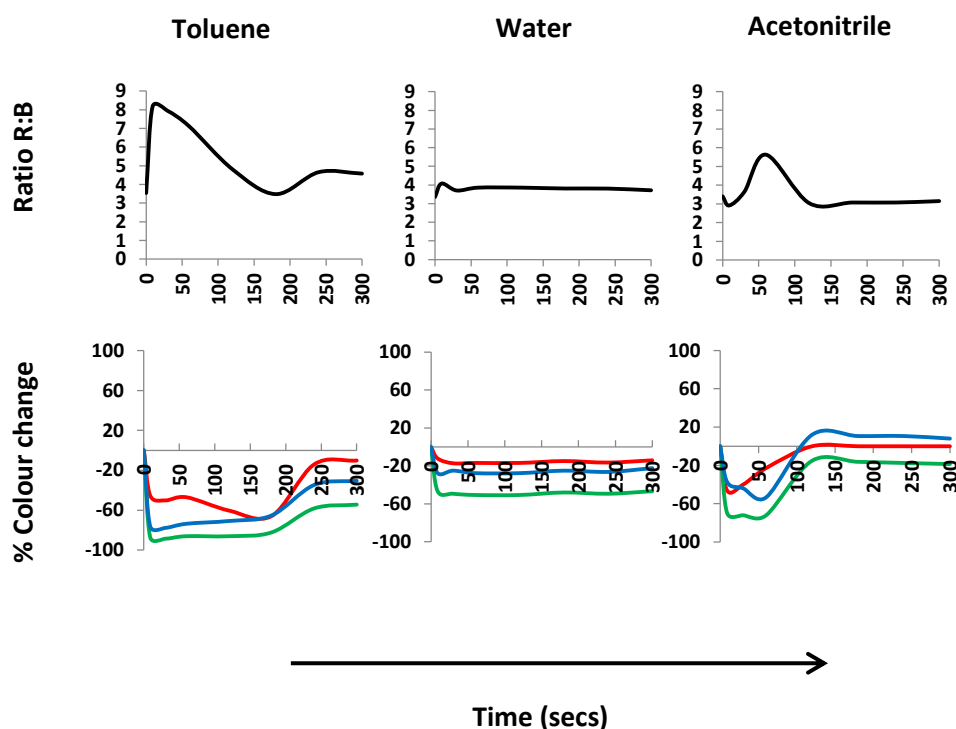 Toluene Water Acetonitrile
Ratio R:B
9 9 9
8 8 8
7 7 7
6 6 6
5 5 5
4 4 4
3 3 3
2 2 2
1 1 1
0 0 0
0 50 100 150 200 250 300 0 50 100 150 200 250 300 0 50 100 150 200 250 300
% Colour change
100 100 100
60 60 60
20 20 20
-20 -20 -20
-60 -60 -60
-100 -100 -100
0 50 100 150 200 250 300 0 50 100 150 200 250 300 0 50 100 150 200 250 300
Time (secs)